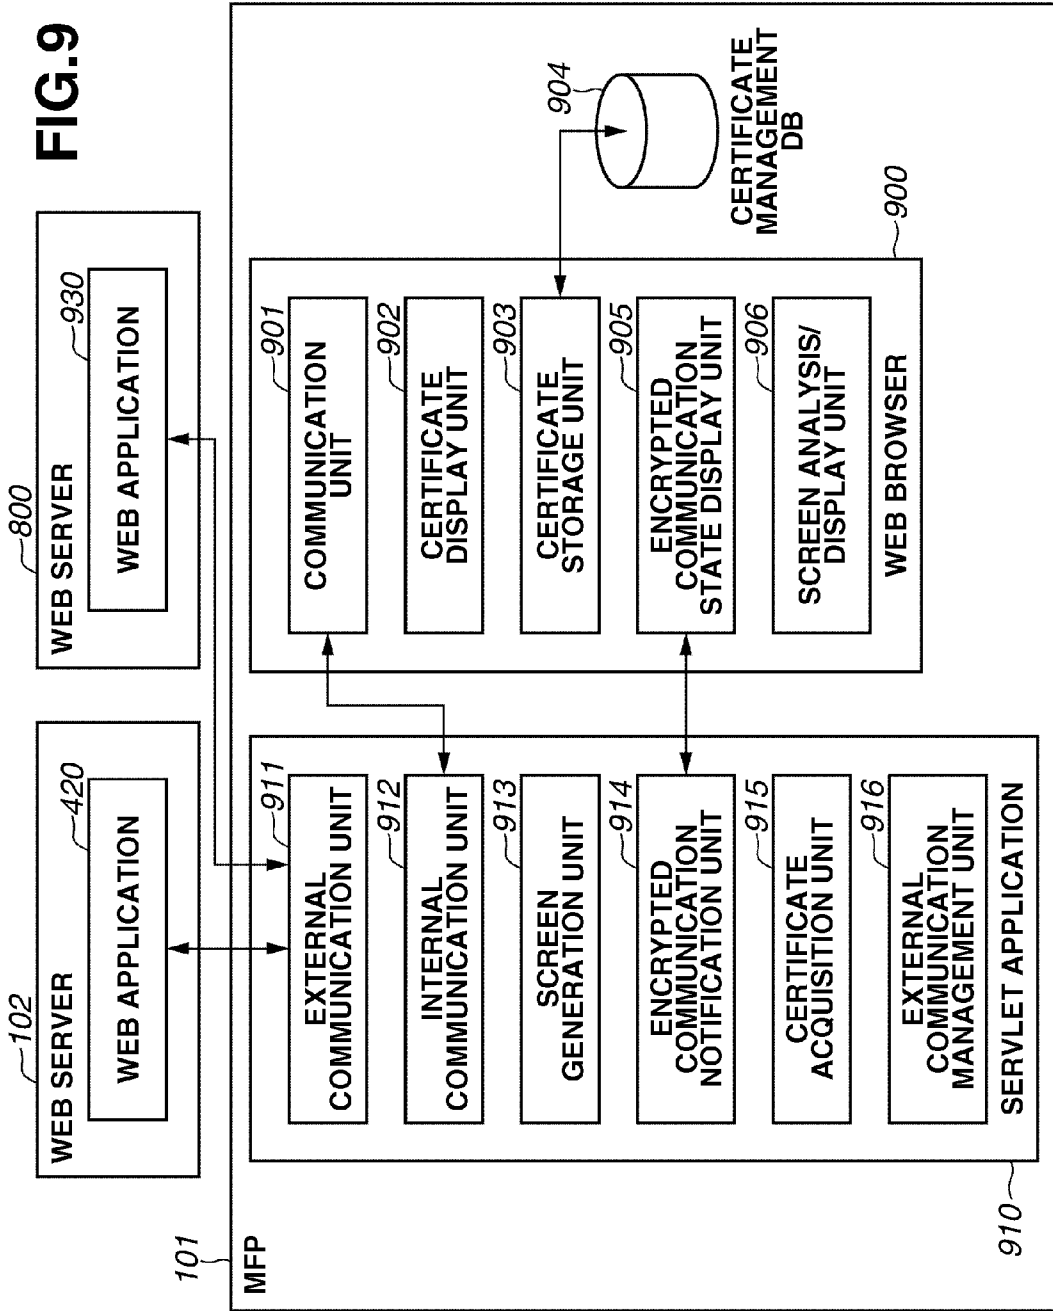 FIG.9
102
WEB SERVER
420
WEB APPLICATION
800
WEB SERVER
930
WEB APPLICATION
101
MFP
911
EXTERNAL
COMMUNICATION UNIT
912
INTERNAL
COMMUNICATION UNIT
913
SCREEN
GENERATION UNIT
914
ENCRYPTED
COMMUNICATION
NOTIFICATION UNIT
915
CERTIFICATE
ACQUISITION UNIT
916
EXTERNAL
COMMUNICATION
MANAGEMENT UNIT
SERVLET APPLICATION
910
901
COMMUNICATION
UNIT
902
CERTIFICATE
DISPLAY UNIT
903
CERTIFICATE
STORAGE UNIT
905
ENCRYPTED
COMMUNICATION
STATE DISPLAY UNIT
906
SCREEN ANALYSIS/
DISPLAY UNIT
WEB BROWSER
900
904
CERTIFICATE
MANAGEMENT
DB